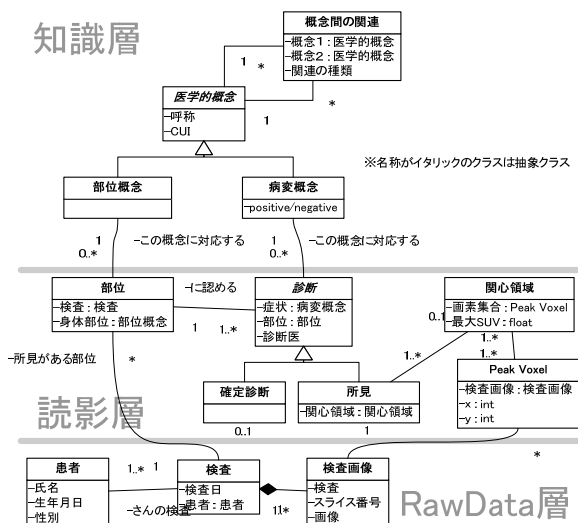 知識層
概念間の関連
-概念1:医学的概念
-概念2:医学的概念
-関連の種類
1
*
*
1
医学的概念
-呼称
-CUI
※名称がイタリックのクラスは抽象クラス
部位概念
病変概念
-positive/negative
1
-この概念に対応する
0..*
1
-この概念に対応する
0..*
部位
-検査:検査
-身体部位:部位概念
-に認める
1
1..*
診断
-症状:病変概念
-部位:部位
-診断医
関心領域
-画素集合:Peak Voxel
-最大SUV:float
0..1
1..*
1..*
1..*
-所見がある部位
*
Peak Voxel
-検査画像:検査画像
-x:int
-y:int
確定診断
所見
-関心領域:関心領域
0..1
1
読影層
*
患者
-氏名
-生年月日
-性別
1..*
1
-さんの検査
検査
-検査日
-患者:患者
1
1..*
検査画像
-検査
-スライス番号
-画像
RawData層